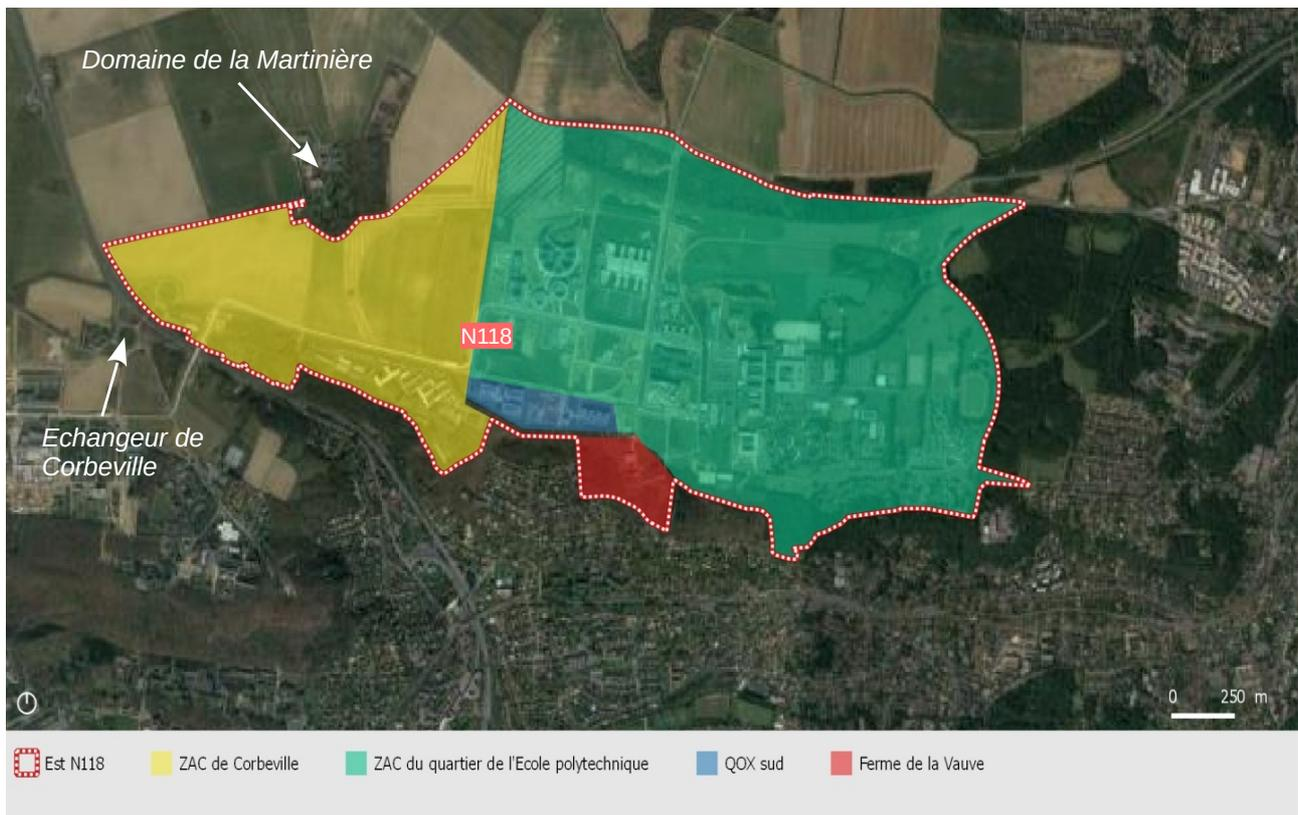 Domaine de la Martinière
N118
Echangeur de
Corbeville
0 250 m
Est N118
ZAC de Corbeville
ZAC du quartier de l'Ecole polytechnique
QOX sud
Ferme de la Vauve